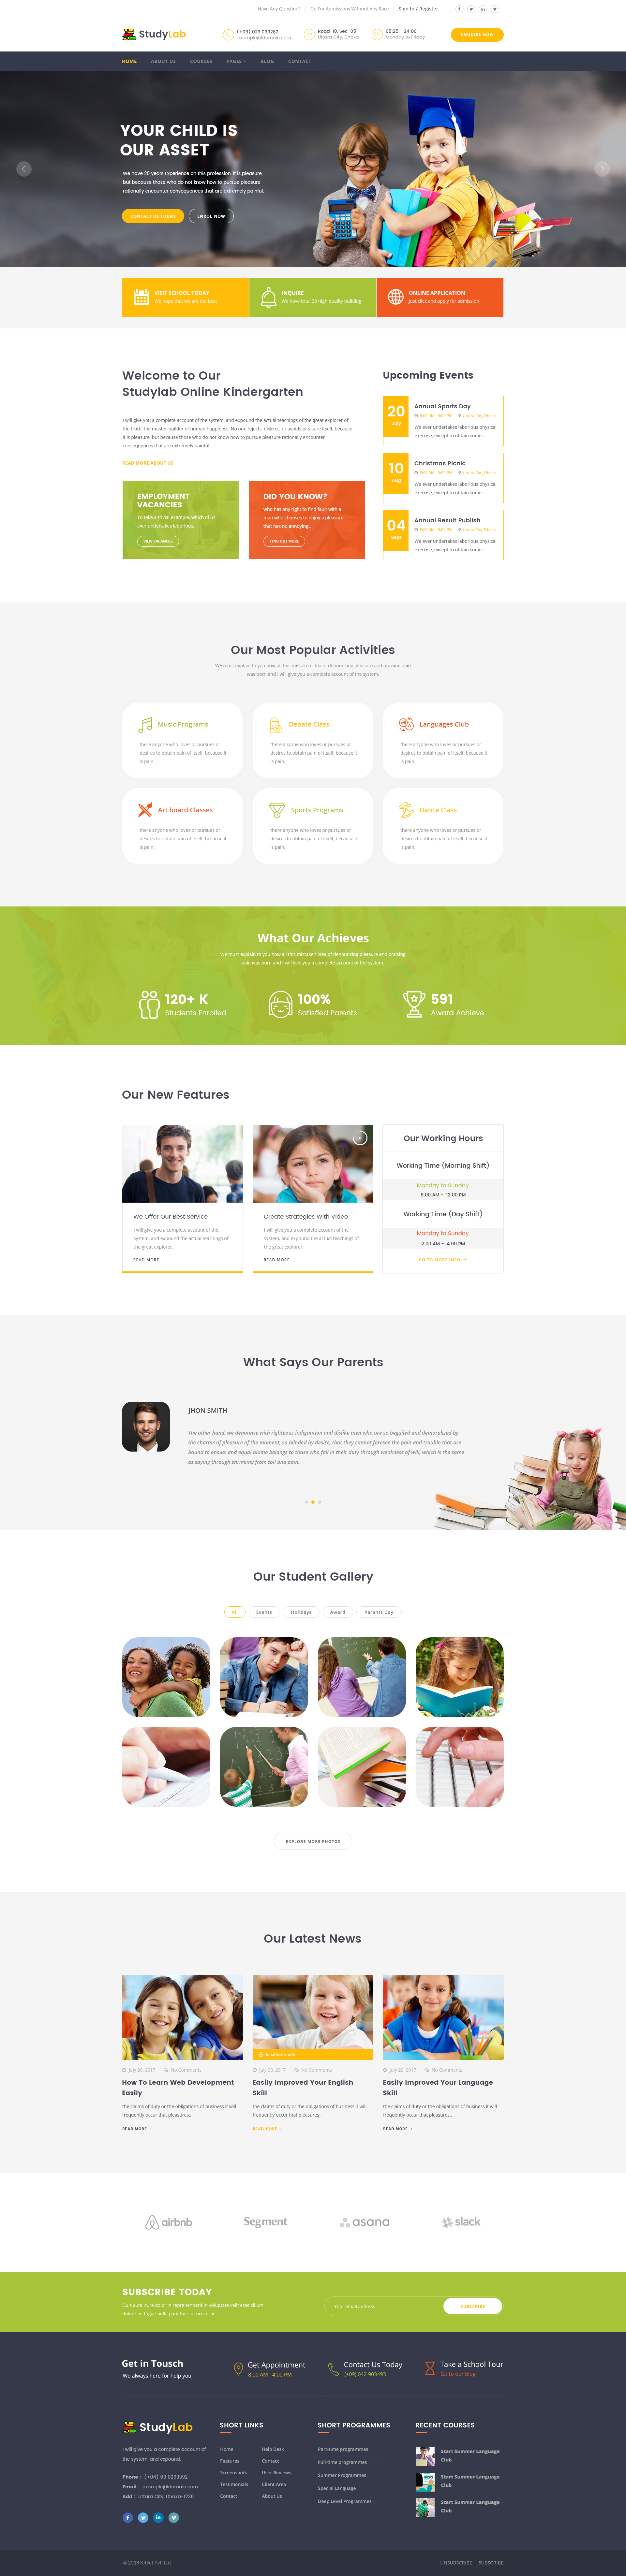 Have Any Question?
Go For Admissions Without Any Race
Sign In / Register
StudyLab
(+09) 023 039282
example@domain.com
Road-10, Sec-05
Uttara City, Dhaka
08:25 - 24:00
Monday to Friday
ENQUIRE NOW
HOME
ABOUT US
COURSES
PAGES
BLOG
CONTACT
YOUR CHILD IS
OUR ASSET
We have 20 years Experience on this profession. It is pleasure,
but because those who do not know how to pursue pleasure
rationally encounter consequences that are extremely painful.
CONTACT US TODAY
ENROL NOW
VISIT SCHOOL TODAY
We hope that we are the best
INQUIRE
We have total 20 high quality building
ONLINE APPLICATION
Just click and apply for admission
Welcome to Our
Studylab Online Kindergarten
I will give you a complete account of the system, and expound the actual teachings of the great explorer of
the truth, the master-builder of human happiness. No one rejects, dislikes, or avoids pleasure itself, because
it is pleasure, but because those who do not know how to pursue pleasure rationally encounter
consequences that are extremely painful.
READ MORE ABOUT US
EMPLOYMENT
VACANCIES
To take a trivial example, which of us
ever undertakes laborious..
VIEW VACANCIES
DID YOU KNOW?
who has any right to find fault with a
man who chooses to enjoy a pleasure
that has no annoying..
FIND OUT MORE
Upcoming Events
20
July
Annual Sports Day
8:00 AM - 5:00 PM
Uttara City, Dhaka
We ever undertakes laborious physical
exercise, except to obtain some..
10
Aug
Christmas Picnic
8:00 AM - 5:00 PM
Uttara City, Dhaka
We ever undertakes laborious physical
exercise, except to obtain some..
04
Sept
Annual Result Publish
8:00 AM - 5:00 PM
Uttara City, Dhaka
We ever undertakes laborious physical
exercise, except to obtain some..
Our Most Popular Activities
WE must explain to you how all this mistaken idea of denouncing pleasure and praising pain
was born and I will give you a complete account of the system.
Music Programs
there anyone who loves or pursues or
desires to obtain pain of itself, because it
is pain.
Debate Class
there anyone who loves or pursues or
desires to obtain pain of itself, because it
is pain.
Languages Club
there anyone who loves or pursues or
desires to obtain pain of itself, because it
is pain.
Art board Classes
there anyone who loves or pursues or
desires to obtain pain of itself, because it
is pain.
Sports Programs
there anyone who loves or pursues or
desires to obtain pain of itself, because it
is pain.
Dance Class
there anyone who loves or pursues or
desires to obtain pain of itself, because it
is pain.
What Our Achieves
We must explain to you how all this mistaken idea of denouncing pleasure and praising
pain was born and I will give you a complete account of the system.
120+ K
Students Enrolled
100%
Satisfied Parents
591
Award Achieve
Our New Features
We Offer Our Best Service
I will give you a complete account of the
system, and expound the actual teachings of
the great explorer.
READ MORE
Create Strategies With Video
I will give you a complete account of the
system, and expound the actual teachings of
the great explorer.
READ MORE
Our Working Hours
Working Time (Morning Shift)
Monday to Sunday
8:00 AM - 12:00 PM
Working Time (Day Shift)
Monday to Sunday
2:00 AM - 4:00 PM
GO TO MORE INFO
What Says Our Parents
JHON SMITH
The other hand, we denounce with righteous indignation and dislike men who are so beguiled and demoralized by
the charms of pleasure of the moment, so blinded by desire, that they cannot foresee the pain and trouble that are
bound to ensue; and equal blame belongs to those who fail in their duty through weakness of will, which is the same
as saying through shrinking from toil and pain.
Our Student Gallery
All
Events
Holidays
Award
Parents Day
EXPLORE MORE PHOTOS
Our Latest News
July 20, 2017
No Comments
How To Learn Web Development
Easily
the claims of duty or the obligations of business it will
frequently occur that pleasures..
READ MORE
Jonathon Smith
July 20, 2017
No Comments
Easily Improved Your English
Skill
the claims of duty or the obligations of business it will
frequently occur that pleasures..
READ MORE
July 20, 2017
No Comments
Easily Improved Your Language
Skill
the claims of duty or the obligations of business it will
frequently occur that pleasures..
READ MORE
airbnb
Segment
asana
slack
SUBSCRIBE TODAY
Duis aute irure dolor in reprehenderit in voluptate velit esse cillum
dolore eu fugiat nulla pariatur sint occaecat.
Your email address
SUBSCRIBE
Get in Tousch
We always here for help you
Get Appointment
8:00 AM - 4:00 PM
Contact Us Today
(+09) 042 903493
Take a School Tour
Go to our blog
StudyLab
I will give you a complete account of
the system, and expound.
Phone : (+04) 09 0293392
Email : example@domain.com
Add : Uttara City, Dhaka-1236
SHORT LINKS
Home
Features
Screenshots
Testimonials
Contact
Help Desk
Contact
User Reviews
Client Area
About Us
SHORT PROGRAMMES
Part-time programmes
Full-time programmes
Summer Programmes
Special Language
Deep Level Programmes
RECENT COURSES
Start Summer Language
Club
Start Summer Language
Club
Start Summer Language
Club
UNSUBSCRIBE | SUBSCRIBE